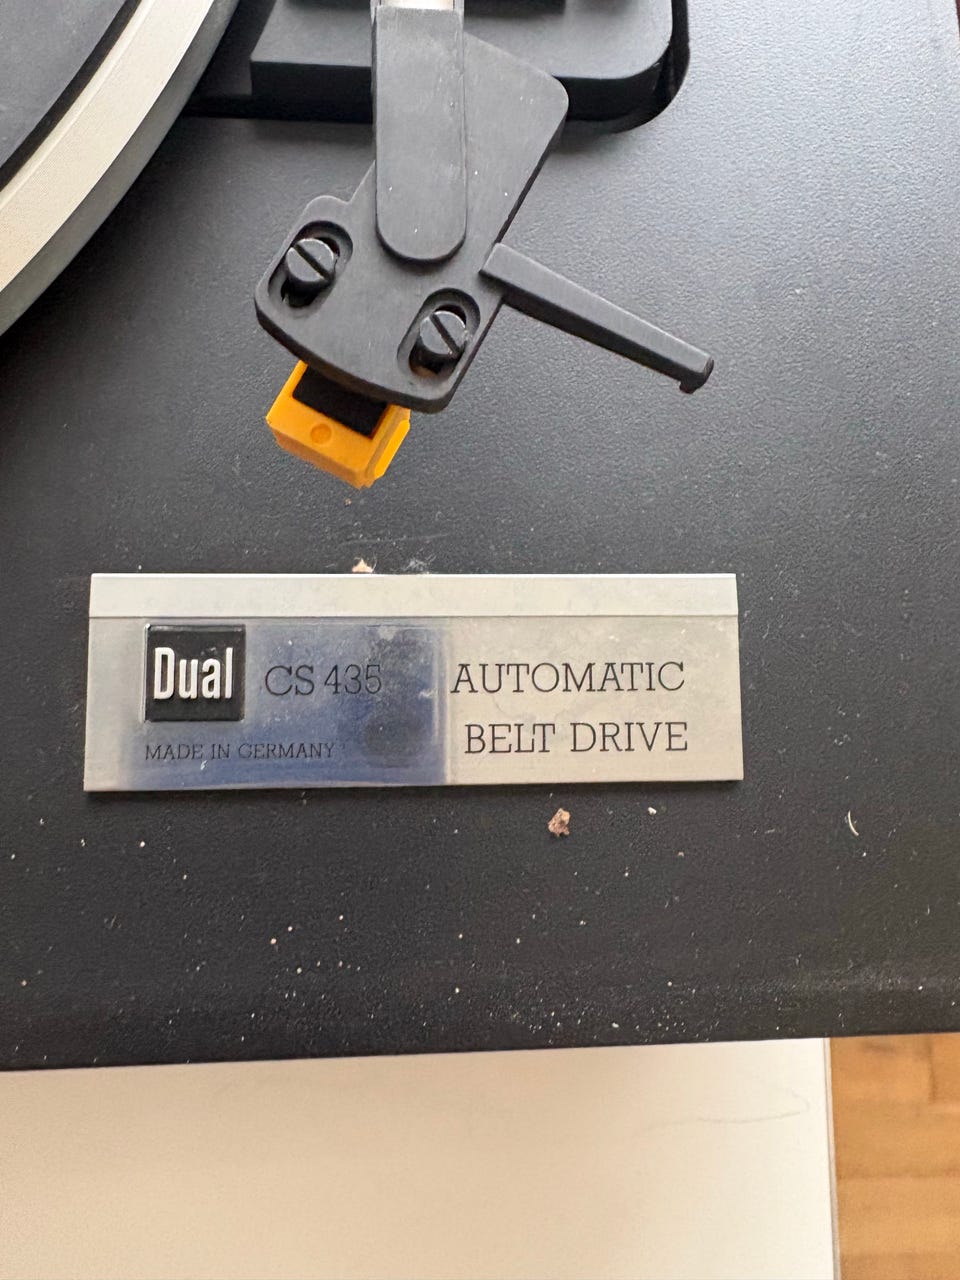 Dual CS 435
MADE IN GERMANY
AUTOMATIC
BELT DRIVE